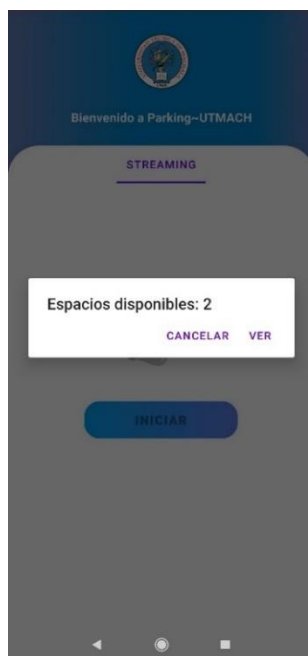 Bienvenido a Parking~UTMACH
STREAMING
Espacios disponibles: 2
CANCELAR VER
INICIAR